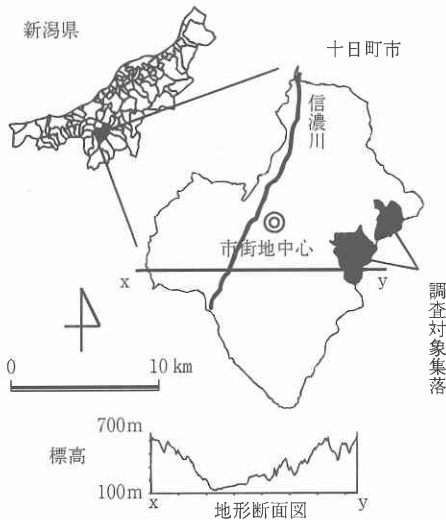 新潟県
十日町市
信濃川
市街地中心
x
y
調査対象集落
0
10 km
700m
標高
100m
x
地形断面図
y